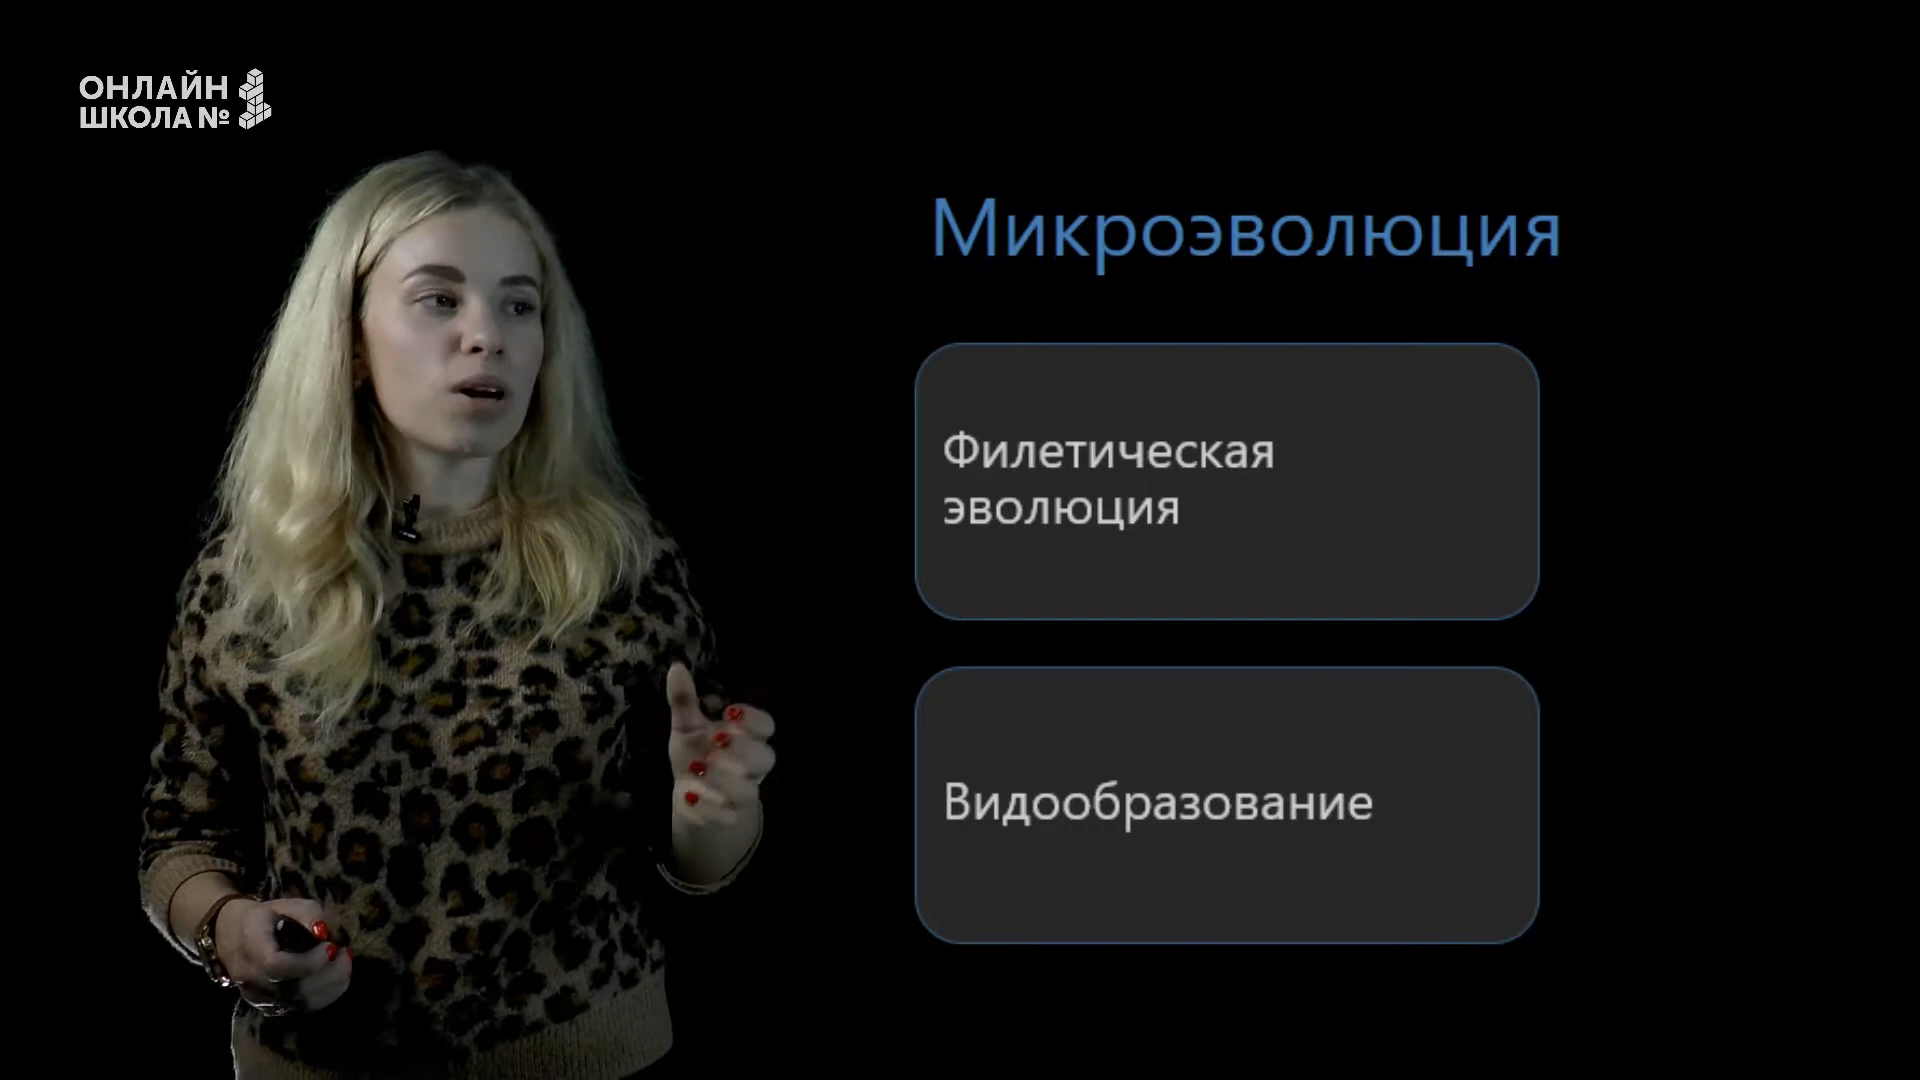 ОНЛАЙН
ШКОЛА №
Микроэволюция
Филетическая
эволюция
Видообразование